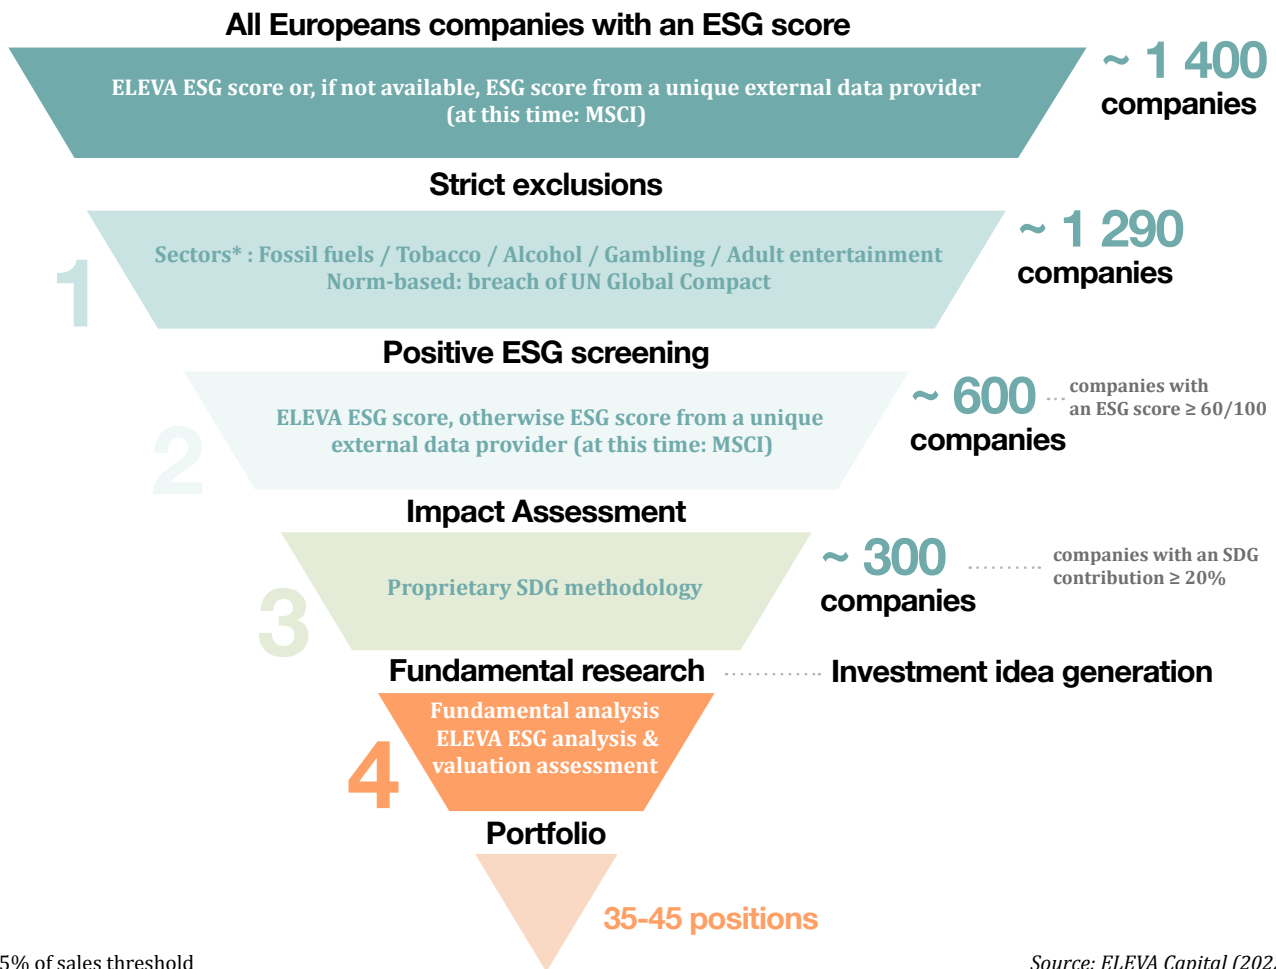 All Europeans companies with an ESG score
ELEVA ESG score or, if not available, ESG score from a unique external data provider
(at this time: MSCI)
~ 1 400
companies
Strict exclusions
1
Sectors* : Fossil fuels / Tobacco / Alcohol / Gambling / Adult entertainment
Norm-based: breach of UN Global Compact
~ 1 290
companies
Positive ESG screening
2
ELEVA ESG score, otherwise ESG score from a unique
external data provider (at this time: MSCI)
~ 600
companies
companies with
an ESG score ≥ 60/100
Impact Assessment
3
Proprietary SDG methodology
~ 300
companies
companies with an SDG
contribution ≥ 20%
Fundamental research
Investment idea generation
4
Fundamental analysis
ELEVA ESG analysis &
valuation assessment
Portfolio
35-45 positions
5% of sales threshold
Source: ELEVA Capital